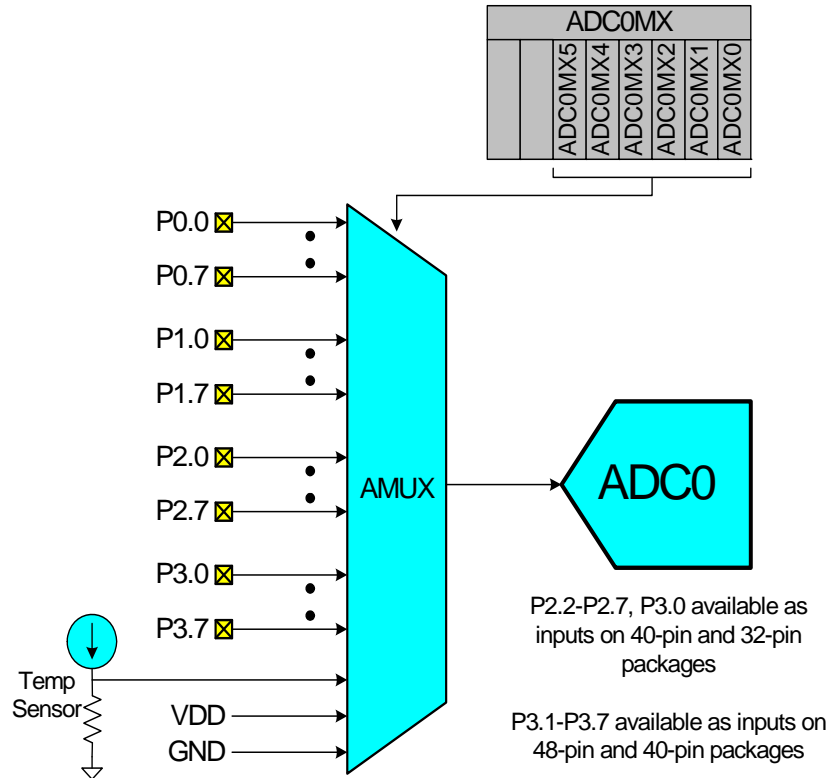 ADC0MX
ADC0MX5
ADC0MX4
ADC0MX3
ADC0MX2
ADC0MX1
ADC0MX0
P0.0
P0.7
P1.0
P1.7
P2.0
P2.7
P3.0
P3.7
Temp
Sensor
VDD
GND
AMUX
ADC0
P2.2-P2.7, P3.0 available as
inputs on 40-pin and 32-pin
packages
P3.1-P3.7 available as inputs on
48-pin and 40-pin packages